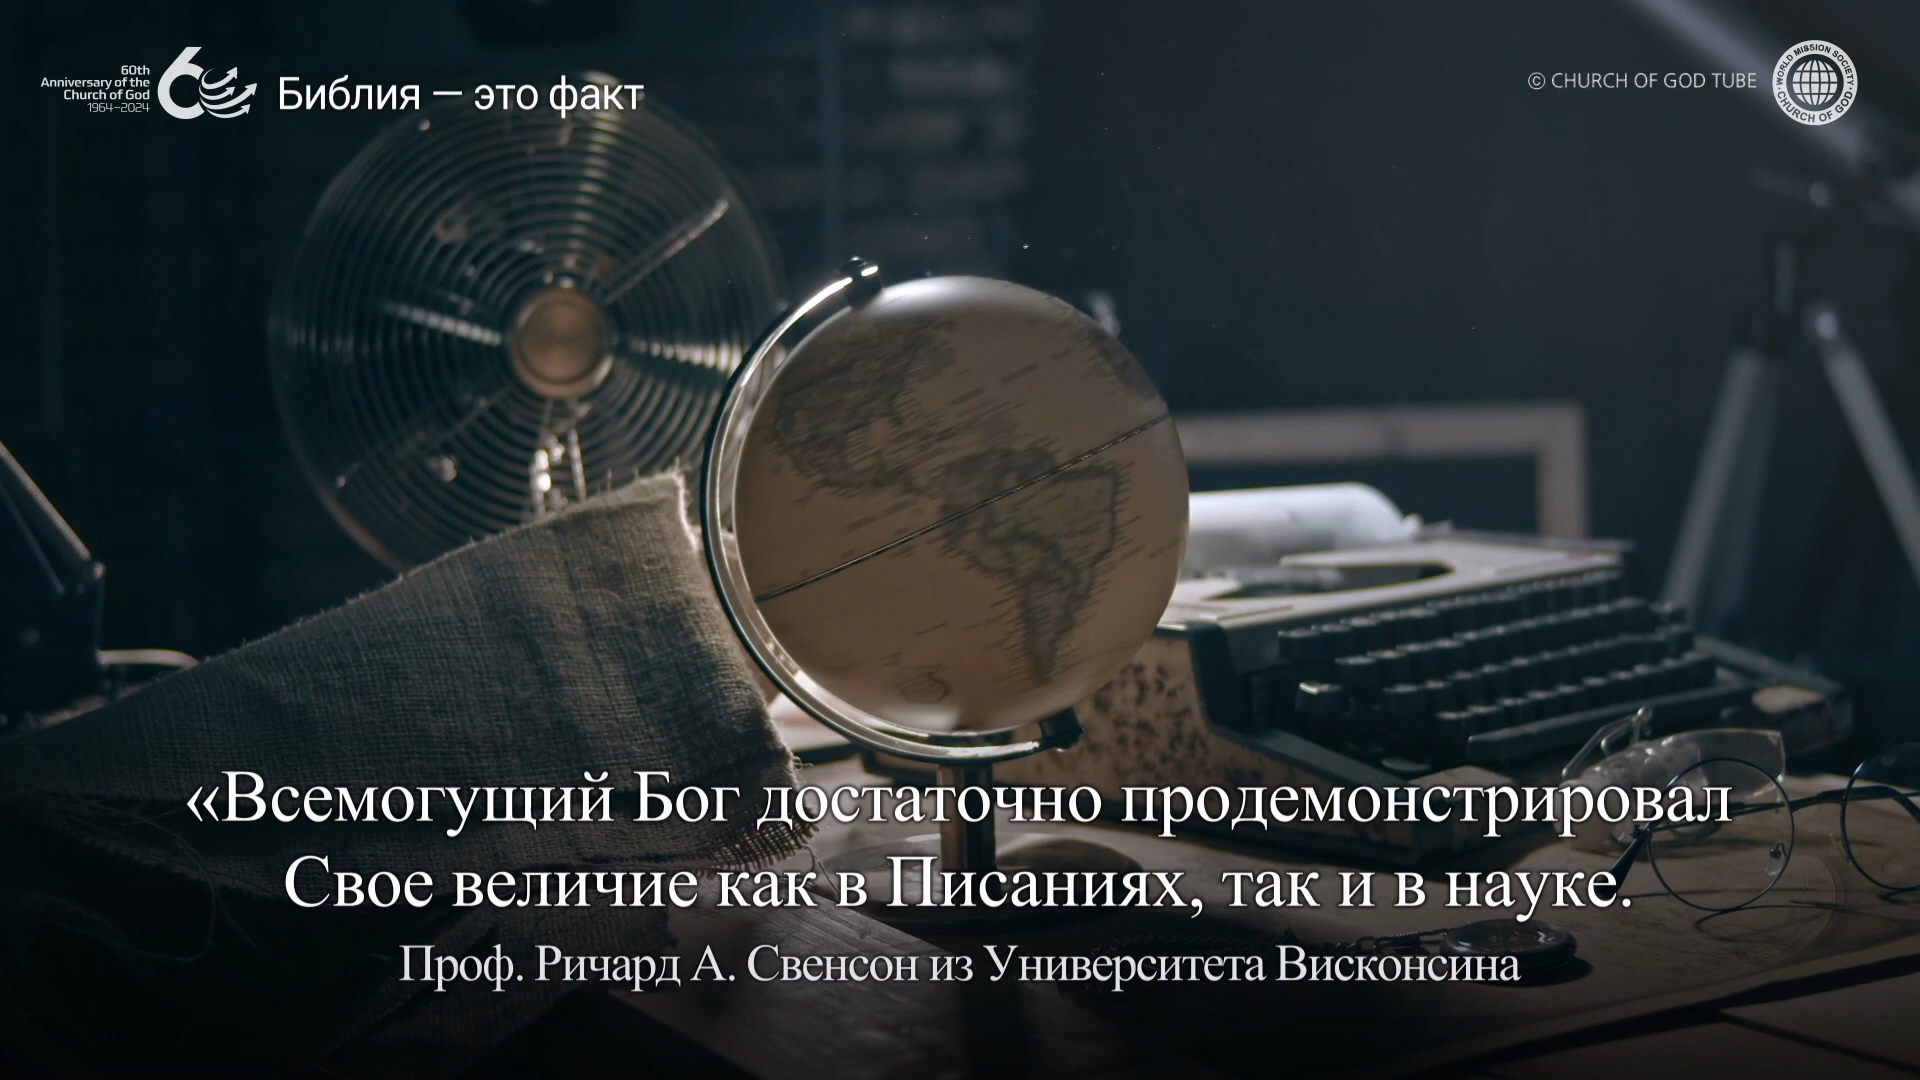 60th
Anniversary of the
Church of God
1964–2024
60
Библия — это факт
© CHURCH OF GOD TUBE
WORLD MISSION SOCIETY
CHURCH OF GOD
«Всемогущий Бог достаточно продемонстрировал
Свое величие как в Писаниях, так и в науке.
Проф. Ричард А. Свенсон из Университета Висконсина